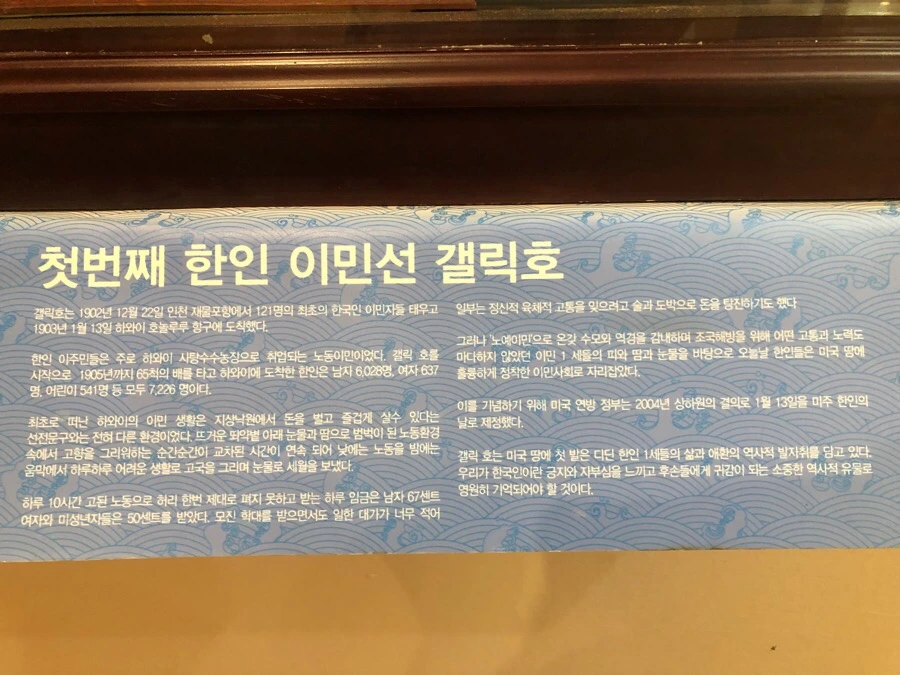 첫번째 한인 이민선 갤릭호
갤릭호는 1902년 12월 22일 인천 재물포항에서 121명의 최초의 한국인 이민자들 태우고
1903년 1월 13일 하와이 호놀루루 항구에 도착했다.
한인 이주민들은 주로 하와이 사탕수수농장으로 취업되는 노동이민이었다. 갤릭 호를
시작으로 1905년까지 65척의 배를 타고 하와이에 도착한 한인은 남자 6,028명, 여자 637
명, 어린이 541명 등 모두 7,226 명이다.
최초로 떠난 하와이의 이민 생활은 지상낙원에서 돈을 벌고 즐겁게 살수 있다는
선전문구와는 전혀 다른 환경이었다. 뜨거운 뙤약볕 아래 눈물과 땀으로 범벅이 된 노동환경
속에서 고향을 그리워하는 순간순간이 교차된 시간이 연속 되어 낮에는 노동을 밤에는
움막에서 하루하루 어려운 생활로 고국을 그리며 눈물로 세월을 보냈다.
하루 10시간 고된 노동으로 허리 한번 제대로 펴지 못하고 받는 하루 임금은 남자 67센트
여자와 미성년자들은 50센트를 받았다. 모진 학대를 받으면서도 일한 대가가 너무 적어
일부는 정신적 육체적 고통을 잊으려고 술과 도박으로 돈을 탕진하기도 했다
그러나 '노예이민'으로 온갖 수모와 역경을 감내하며 조국해방을 위해 어떤 고통과 노력도
마다하지 않았던 이민 1 세들의 피와 땀과 눈물을 바탕으로 오늘날 한인들은 미국 땅에
훌륭하게 정착한 이민사회로 자리잡았다.
이를 기념하기 위해 미국 연방 정부는 2004년 상하원의 결의로 1월 13일을 미주 한인의
날로 제정했다.
갤릭 호는 미국 땅에 첫 발은 디딘 한인 1세들의 삶과 애환의 역사적 발자취를 담고 있다.
우리가 한국인이란 긍지와 자부심을 느끼고 후손들에게 귀감이 되는 소중한 역사적 유물로
영원히 기억되어야 할 것이다.